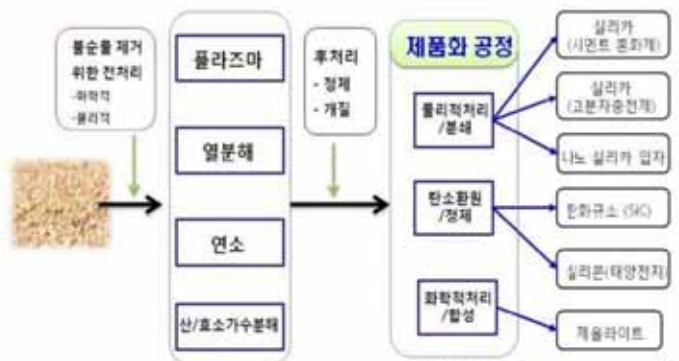 불순물 제거
위한 전처리
-화학적
-물리적
플라즈마
열분해
연소
산/효소가수분해
후처리
- 정제
- 개질
제품화 공정
물리적처리
/분쇄
탄소환원
/정제
화학적처리
/합성
실리카
(시멘트 혼화제)
실리카
(고분자충전제)
나노 실리카 입자
탄화규소 (SiC)
실리콘(태양전지)
제올라이트